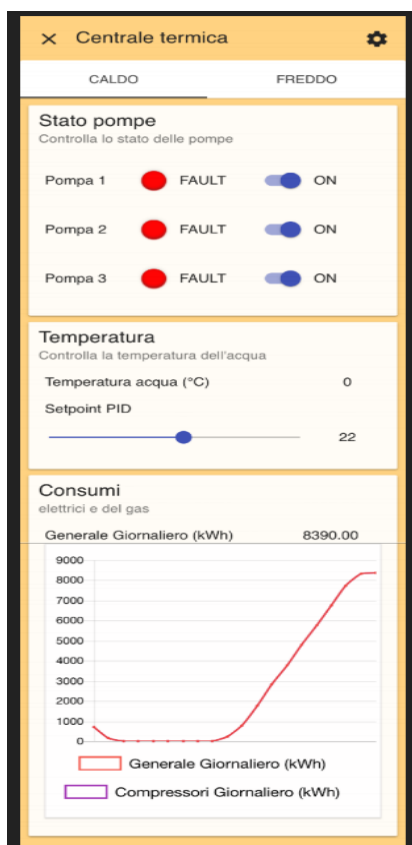 Centrale termica
CALDO FREDDO
Stato pompe
Controlla lo stato delle pompe
Pompa 1 FAULT ON
Pompa 2 FAULT ON
Pompa 3 FAULT ON
Temperatura
Controlla la temperatura dell'acqua
Temperatura acqua (°C) 0
Setpoint PID
22
Consumi
elettrici e del gas
Generale Giornaliero (kWh) 8390.00
9000
8000
7000
6000
5000
4000
3000
2000
1000
0
Generale Giornaliero (kWh)
Compressori Giornaliero (kWh)